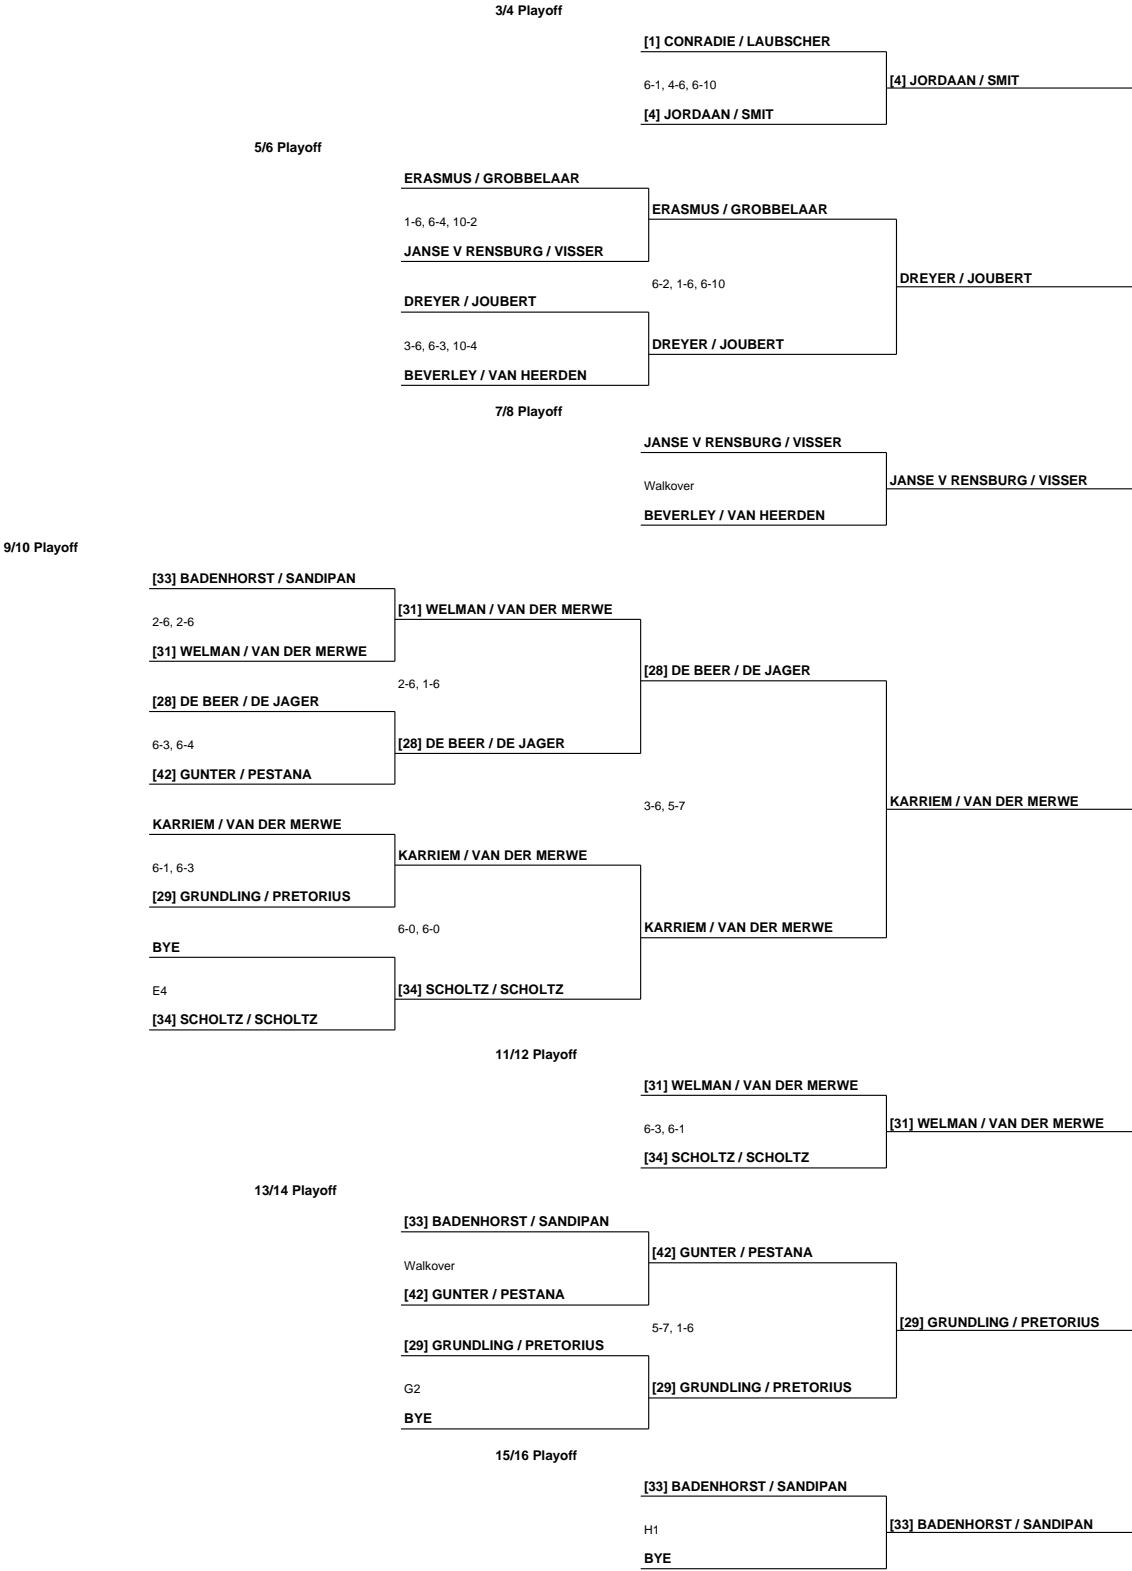 3/4 Playoff
[1] CONRADIE / LAUBSCHER
6-1, 4-6, 6-10
[4] JORDAAN / SMIT
[4] JORDAAN / SMIT
5/6 Playoff
ERASMUS / GROBBELAAR
1-6, 6-4, 10-2
JANSE V RENSBURG / VISSER
ERASMUS / GROBBELAAR
6-2, 1-6, 6-10
DREYER / JOUBERT
DREYER / JOUBERT
3-6, 6-3, 10-4
BEVERLEY / VAN HEERDEN
DREYER / JOUBERT
7/8 Playoff
JANSE V RENSBURG / VISSER
Walkover
BEVERLEY / VAN HEERDEN
JANSE V RENSBURG / VISSER
9/10 Playoff
[33] BADENHORST / SANDIPAN
2-6, 2-6
[31] WELMAN / VAN DER MERWE
[31] WELMAN / VAN DER MERWE
2-6, 1-6
[28] DE BEER / DE JAGER
[28] DE BEER / DE JAGER
6-3, 6-4
[42] GUNTER / PESTANA
[28] DE BEER / DE JAGER
3-6, 5-7
KARRIEM / VAN DER MERWE
KARRIEM / VAN DER MERWE
6-1, 6-3
[29] GRUNDLING / PRETORIUS
KARRIEM / VAN DER MERWE
6-0, 6-0
KARRIEM / VAN DER MERWE
BYE
E4
[34] SCHOLTZ / SCHOLTZ
[34] SCHOLTZ / SCHOLTZ
11/12 Playoff
[31] WELMAN / VAN DER MERWE
6-3, 6-1
[34] SCHOLTZ / SCHOLTZ
[31] WELMAN / VAN DER MERWE
13/14 Playoff
[33] BADENHORST / SANDIPAN
Walkover
[42] GUNTER / PESTANA
[42] GUNTER / PESTANA
5-7, 1-6
[29] GRUNDLING / PRETORIUS
[29] GRUNDLING / PRETORIUS
G2
BYE
[29] GRUNDLING / PRETORIUS
15/16 Playoff
[33] BADENHORST / SANDIPAN
H1
BYE
[33] BADENHORST / SANDIPAN